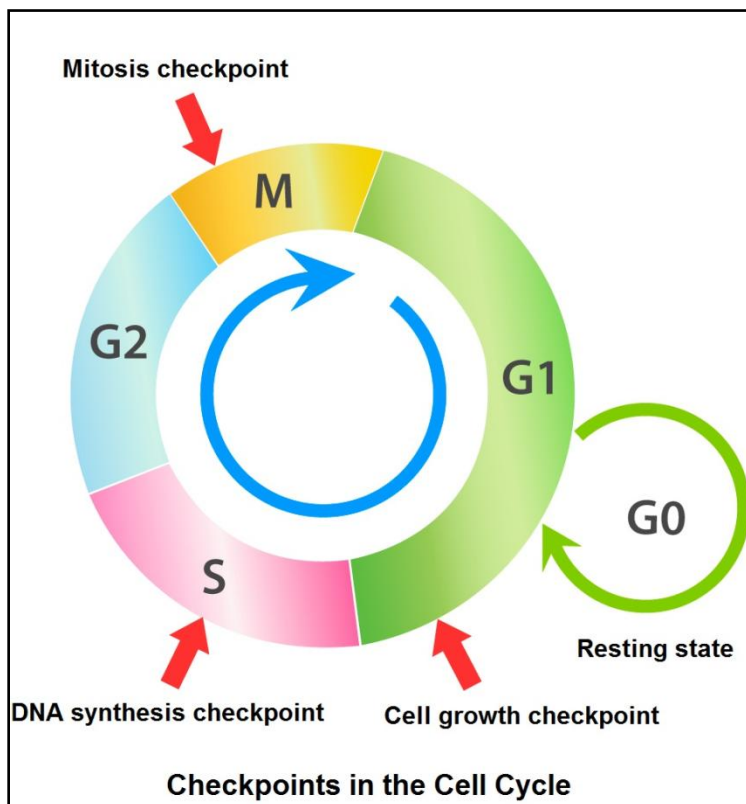 Mitosis checkpoint
M
G2
G1
G0
S
Resting state
DNA synthesis checkpoint
Cell growth checkpoint
Checkpoints in the Cell Cycle